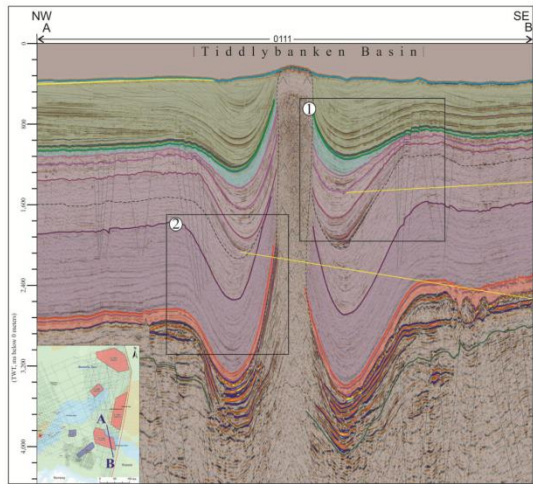 NW
SE
A
0111
B
Tiddlybanken Basin
0
800
1,600
2,400
3,200
4,000
1
2
(TWT, ms below 0 meters)
A
B